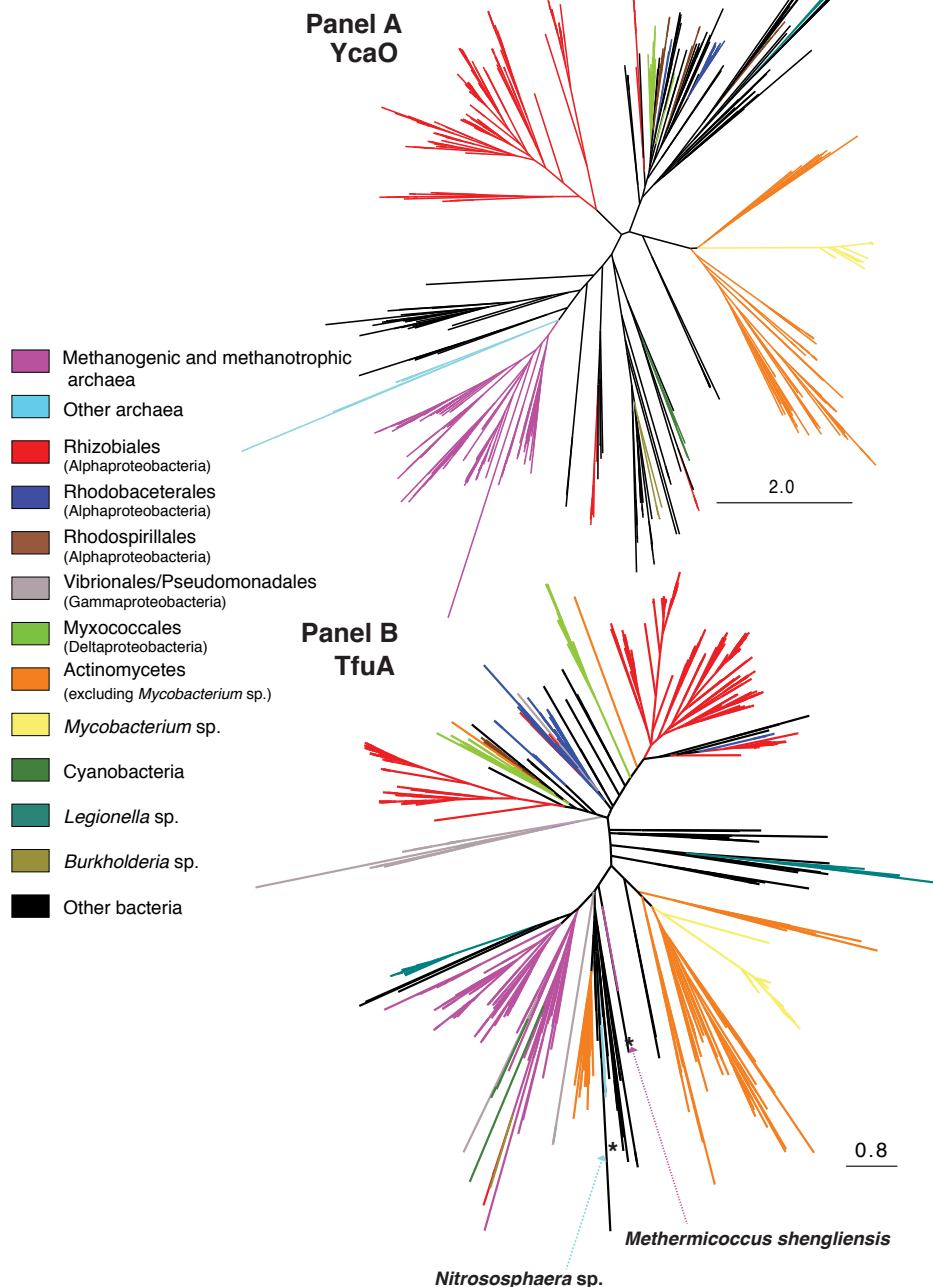 Panel A
YcaO
Methanogenic and methanotrophic
archaea
Other archaea
Rhizobiales
(Alphaproteobacteria)
Rhodobaceterales
(Alphaproteobacteria)
Rhodospirillales
(Alphaproteobacteria)
Vibrionales/Pseudomonadales
(Gammaproteobacteria)
Myxococcales
(Deltaproteobacteria)
Actinomycetes
(excluding Mycobacterium sp.)
Mycobacterium sp.
Cyanobacteria
Legionella sp.
Burkholderia sp.
Other bacteria
2.0
Panel B
TfuA
*
*
0.8
Methermicoccus shengliensis
Nitrososphaera sp.